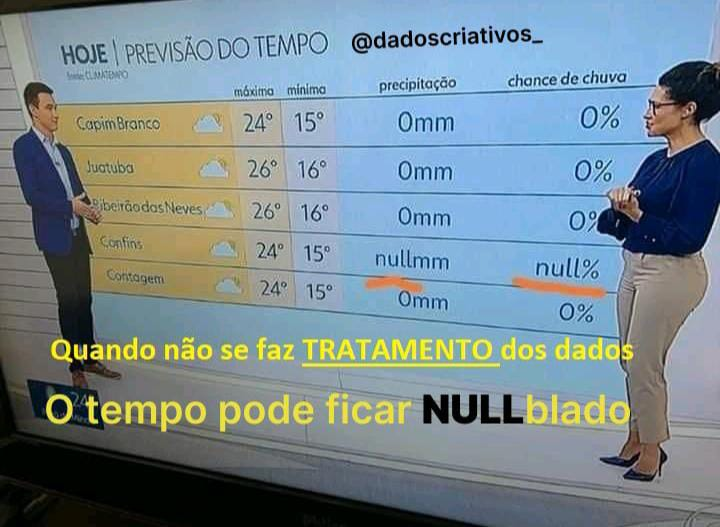 @dadoscriativos_
HOJE | PREVISÃO DO TEMPO
fonte: CLIMATEMPO
máxima mínima precipitação chance de chuva
Capim Branco 24° 15° 0mm 0%
Juatuba 26° 16° 0mm 0%
Ribeirão das Neves 26° 16° 0mm 0%
Confins 24° 15° nullmm null%
Contagem 24° 15° 0mm 0%
Quando não se faz TRATAMENTO dos dados
24°
O tempo pode ficar NULLblado